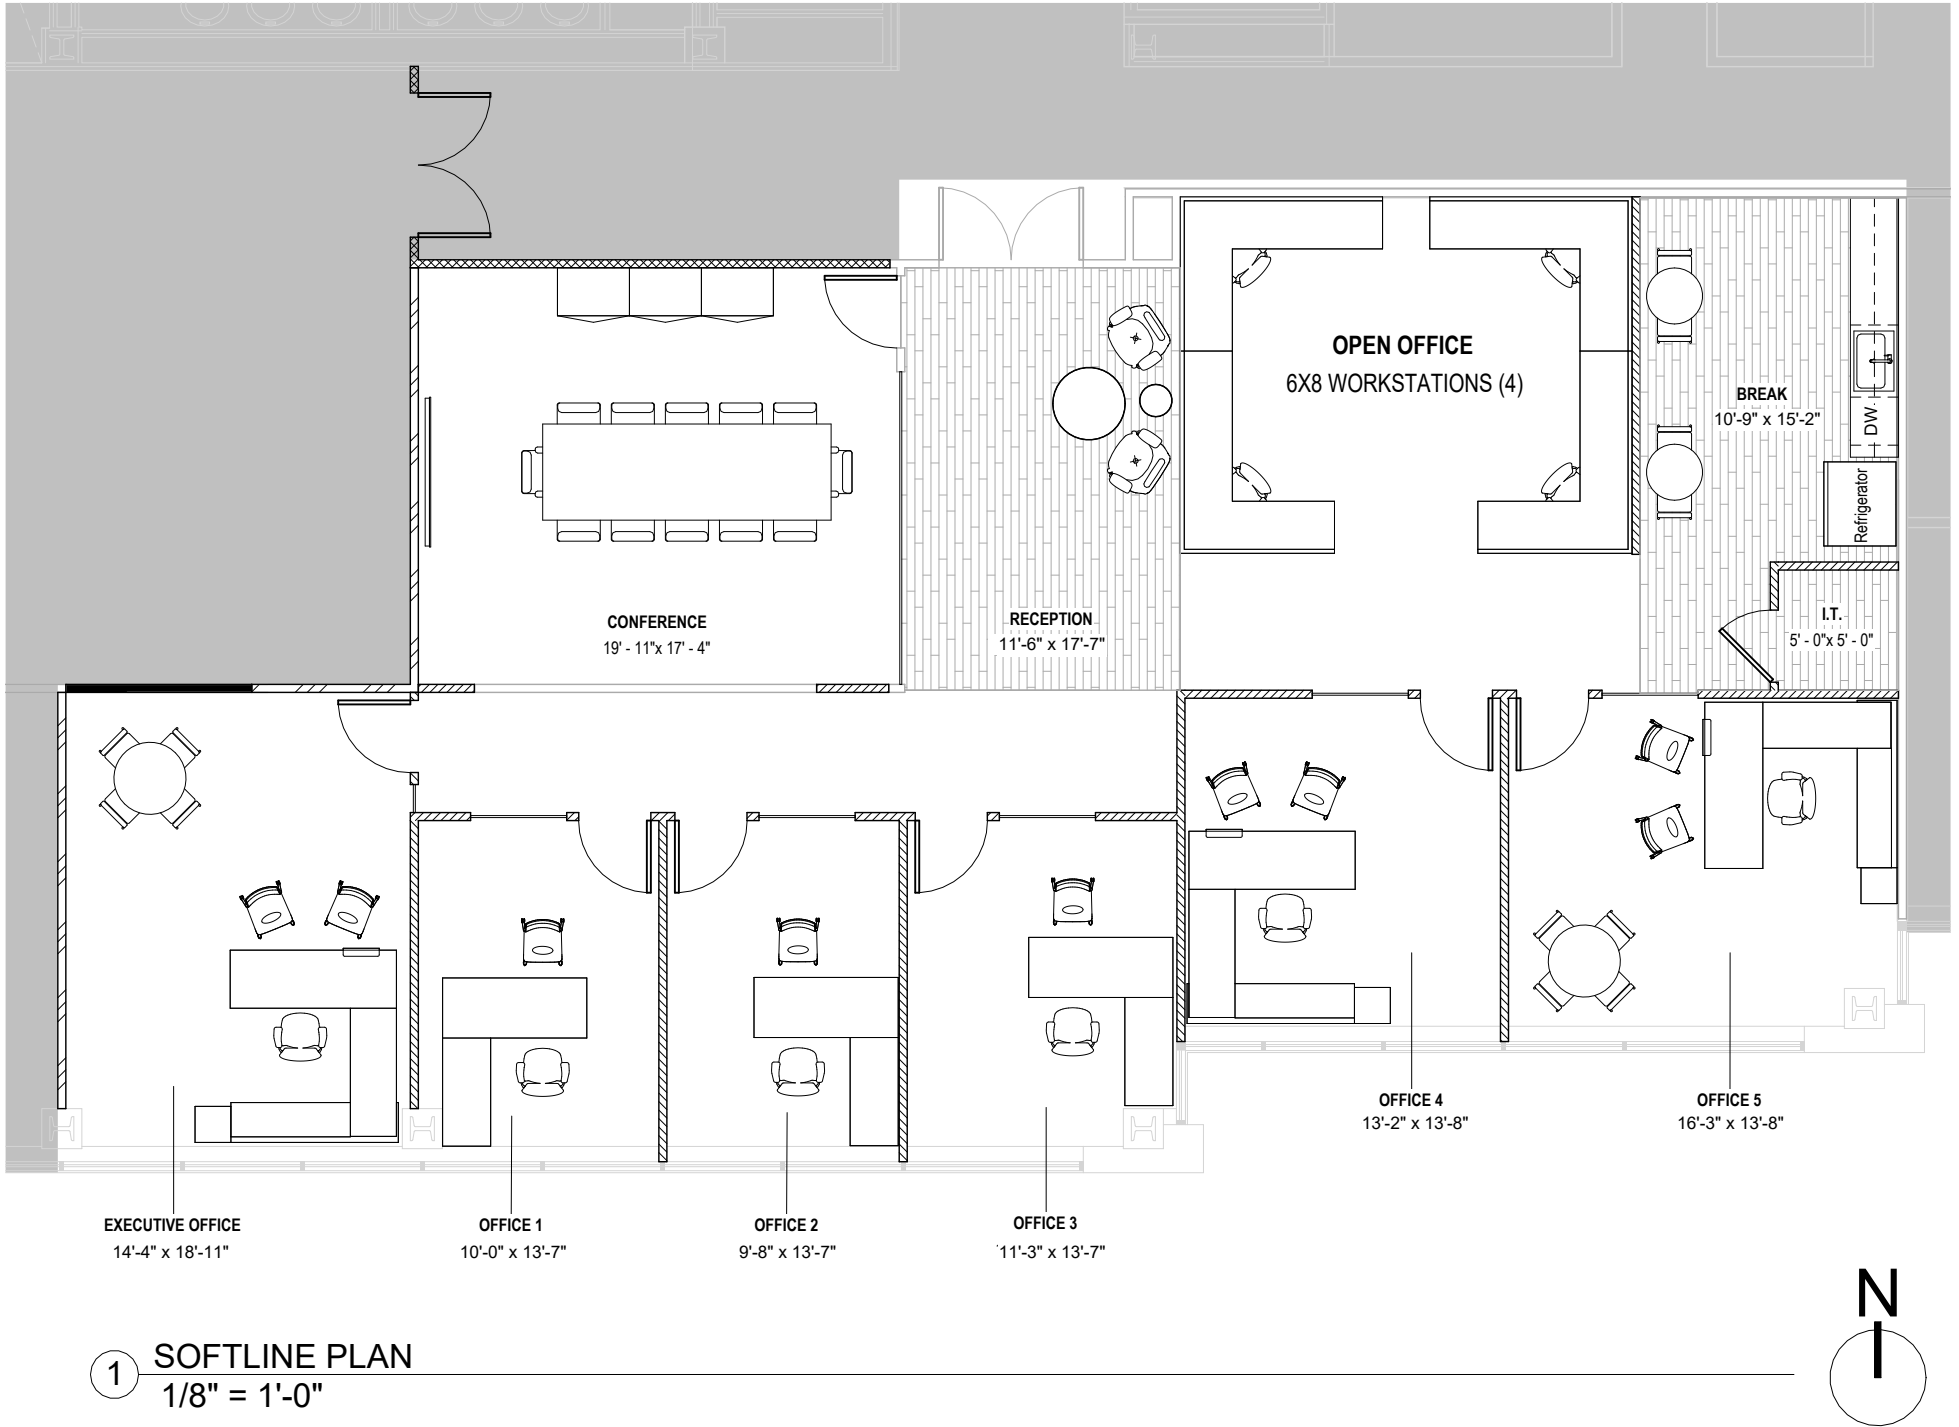 OPEN OFFICE
6X8 WORKSTATIONS (4)
BREAK
10'-9" x 15'-2"
DW.
Refrigerator
CONFERENCE
19' - 11"x 17' - 4"
RECEPTION
11'-6" x 17'-7"
I.T.
5' - 0"x 5' - 0"
OFFICE 4
13'-2" x 13'-8"
OFFICE 5
16'-3" x 13'-8"
EXECUTIVE OFFICE
14'-4" x 18'-11"
OFFICE 1
10'-0" x 13'-7"
OFFICE 2
9'-8" x 13'-7"
OFFICE 3
11'-3" x 13'-7"
N
1
SOFTLINE PLAN
1/8" = 1'-0"